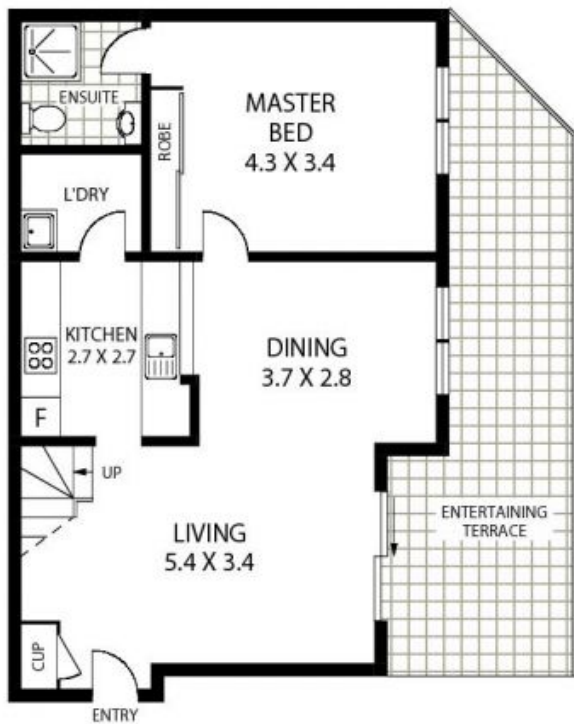 ENSUITE
MASTER
BED
4.3 X 3.4
ROBE
L'DRY
KITCHEN
2.7 X 2.7
DINING
3.7 X 2.8
F
UP
LIVING
5.4 X 3.4
ENTERTAINING
TERRACE
CUP
ENTRY